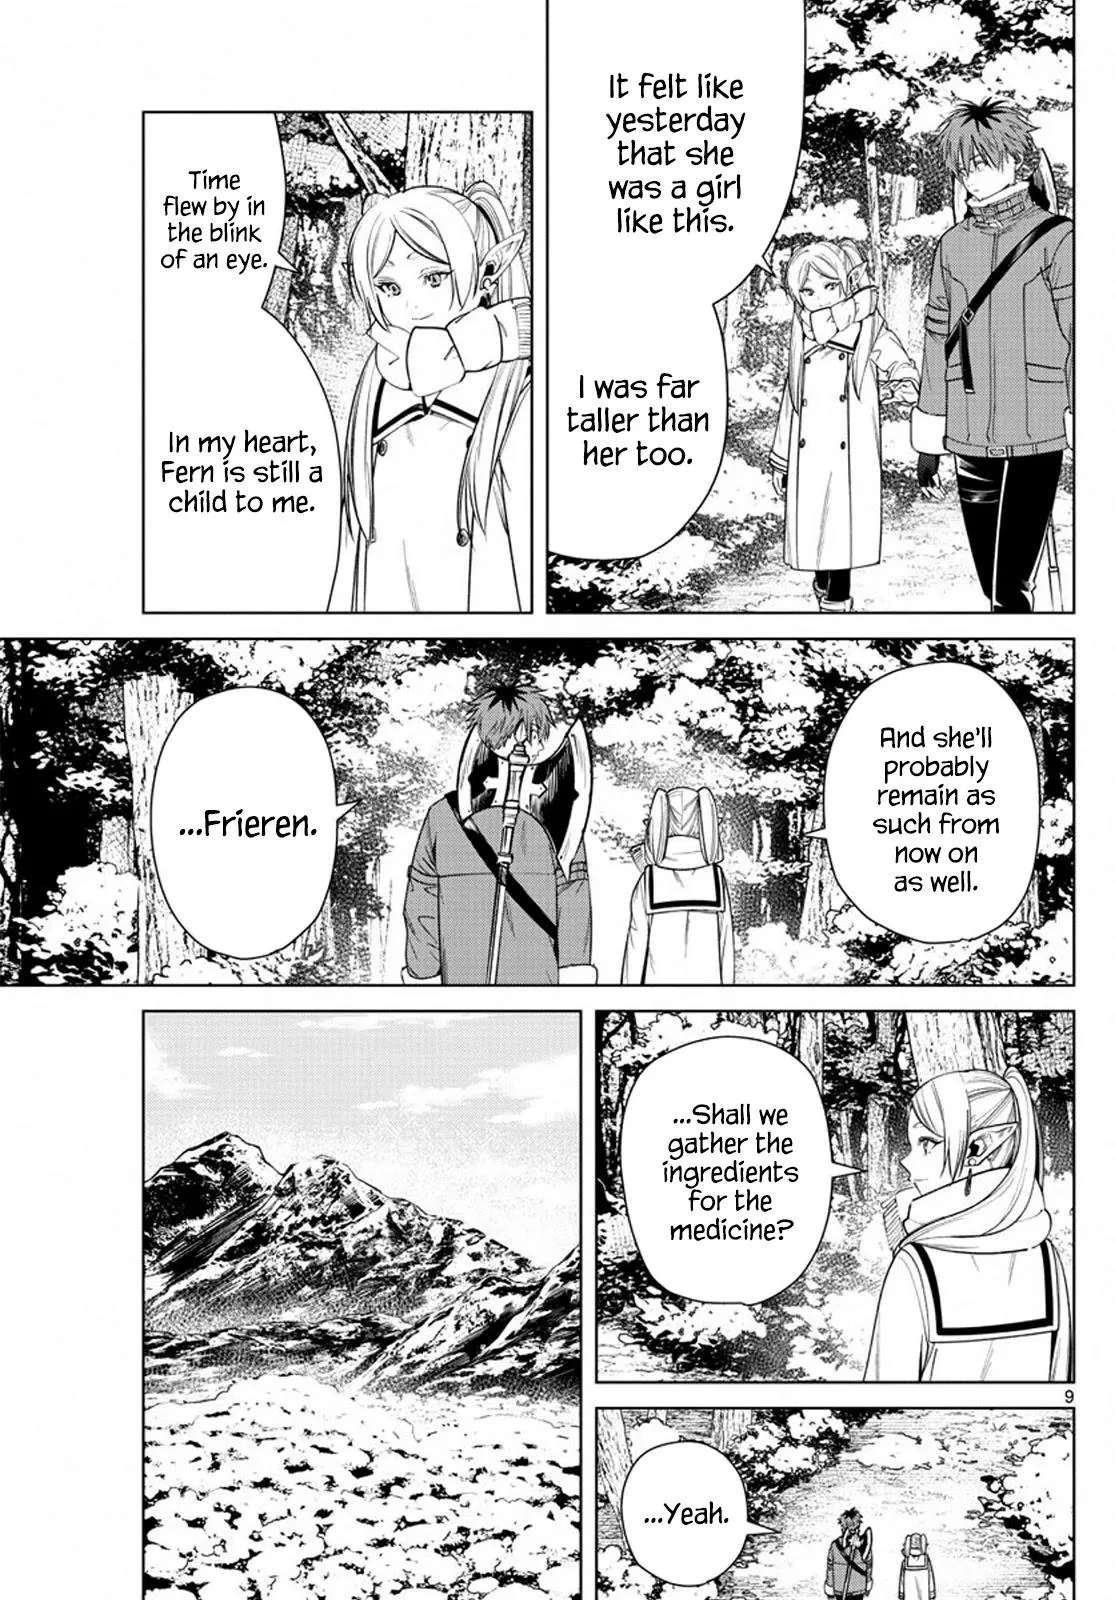 It felt like
yesterday
that she
was a girl
like this.
I was far
taller than
her too.
Time
flew by in
the blink
of an eye.
In my heart,
Fern is still a
child to me.
And she'll
probably
remain as
such from
now on
as well.
...Frieren.
...Shall we
gather the
ingredients
for the
medicine?
9
...Yeah.